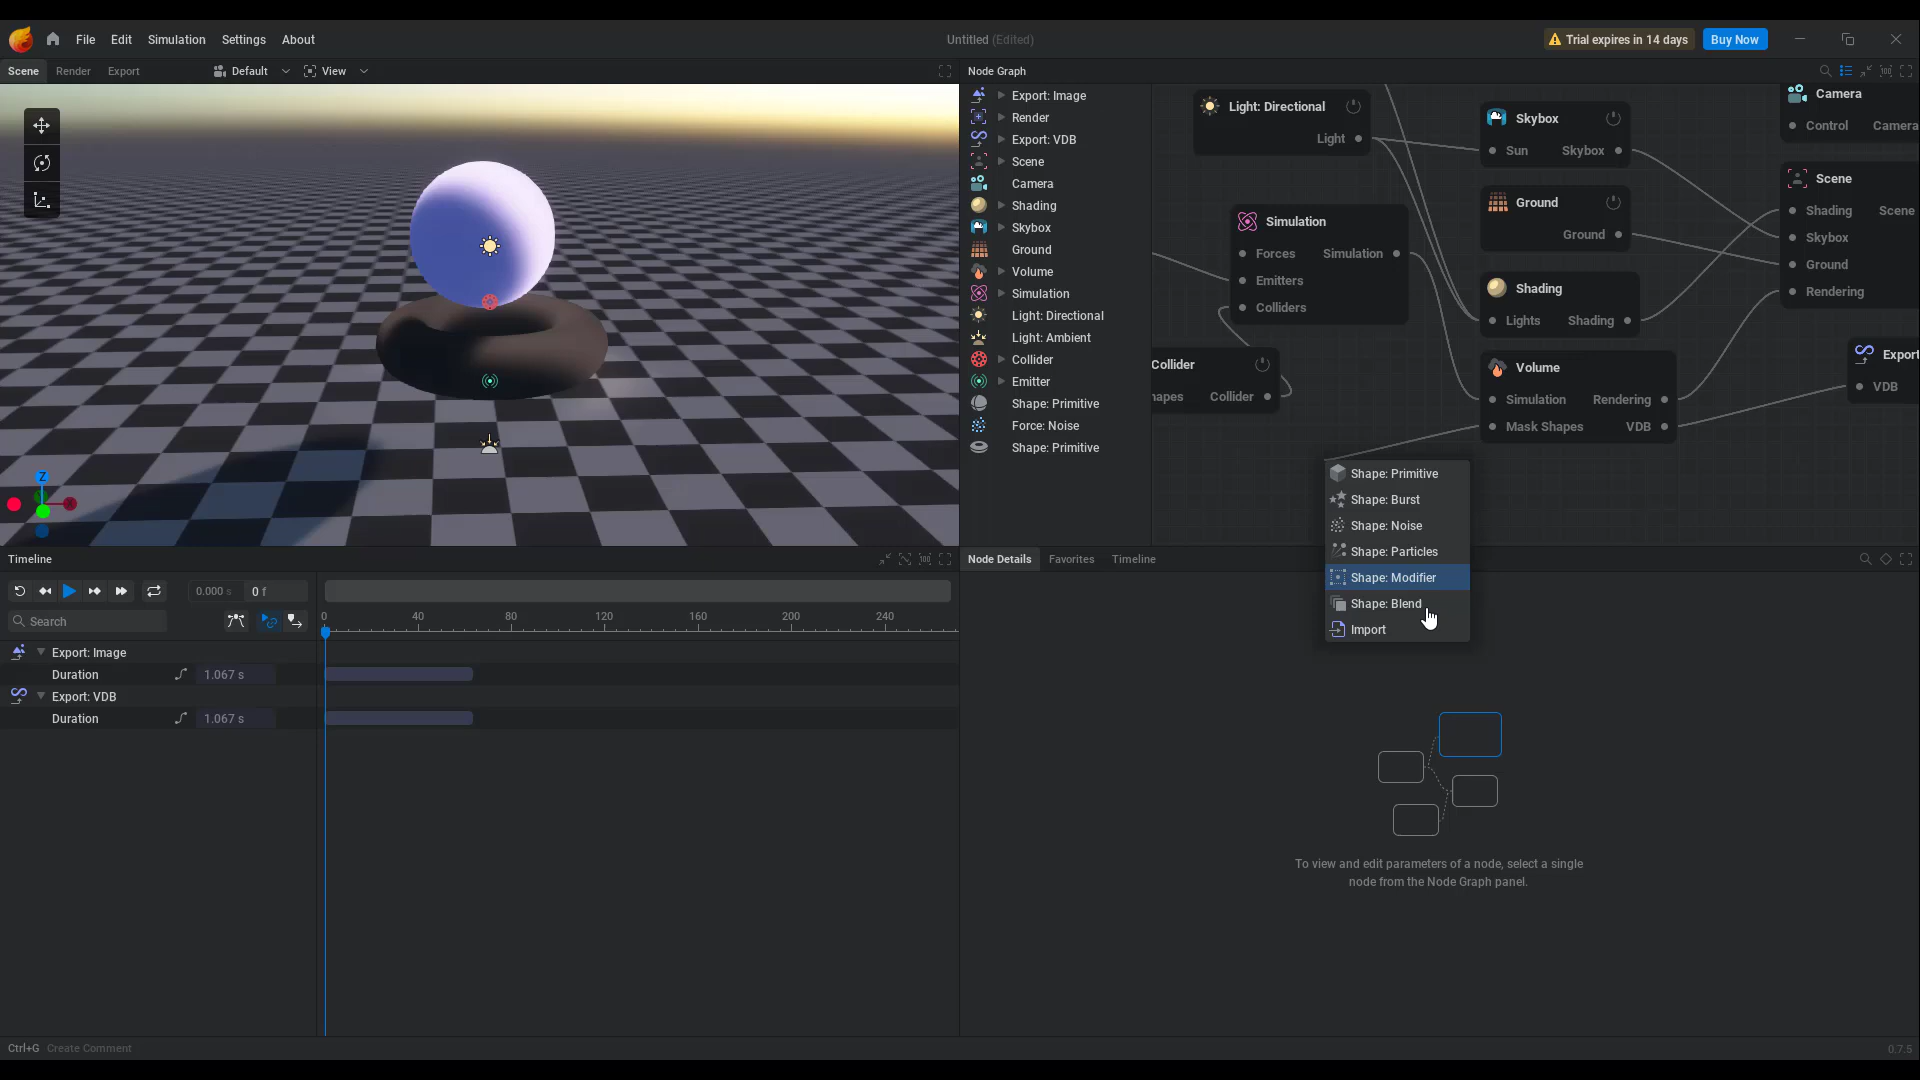 File Edit Simulation Settings About
Untitled (Edited)
Trial expires in 14 days
Buy Now
Scene Render Export
Default
View
Z
X
Timeline
0.000 s 0 f
Search
0 40 80 120 160 200 240
Export: Image
Duration 1.067 s
Export: VDB
Duration 1.067 s
Node Graph
Export: Image
Render
Export: VDB
Scene
Camera
Shading
Skybox
Ground
Volume
Simulation
Light: Directional
Light: Ambient
Collider
Emitter
Shape: Primitive
Force: Noise
Shape: Primitive
Light: Directional
Light
Simulation
Forces Simulation
Emitters
Colliders
Collider
hapes Collider
Skybox
Sun Skybox
Ground
Ground
Shading
Lights Shading
Volume
Simulation Rendering
Mask Shapes VDB
Camera
Control Camera
Scene
Shading Scene
Skybox
Ground
Rendering
Export
VDB
Shape: Primitive
Shape: Burst
Shape: Noise
Shape: Particles
Shape: Modifier
Shape: Blend
Import
Node Details Favorites Timeline
To view and edit parameters of a node, select a single
node from the Node Graph panel.
Ctrl+G Create Comment
0.7.5